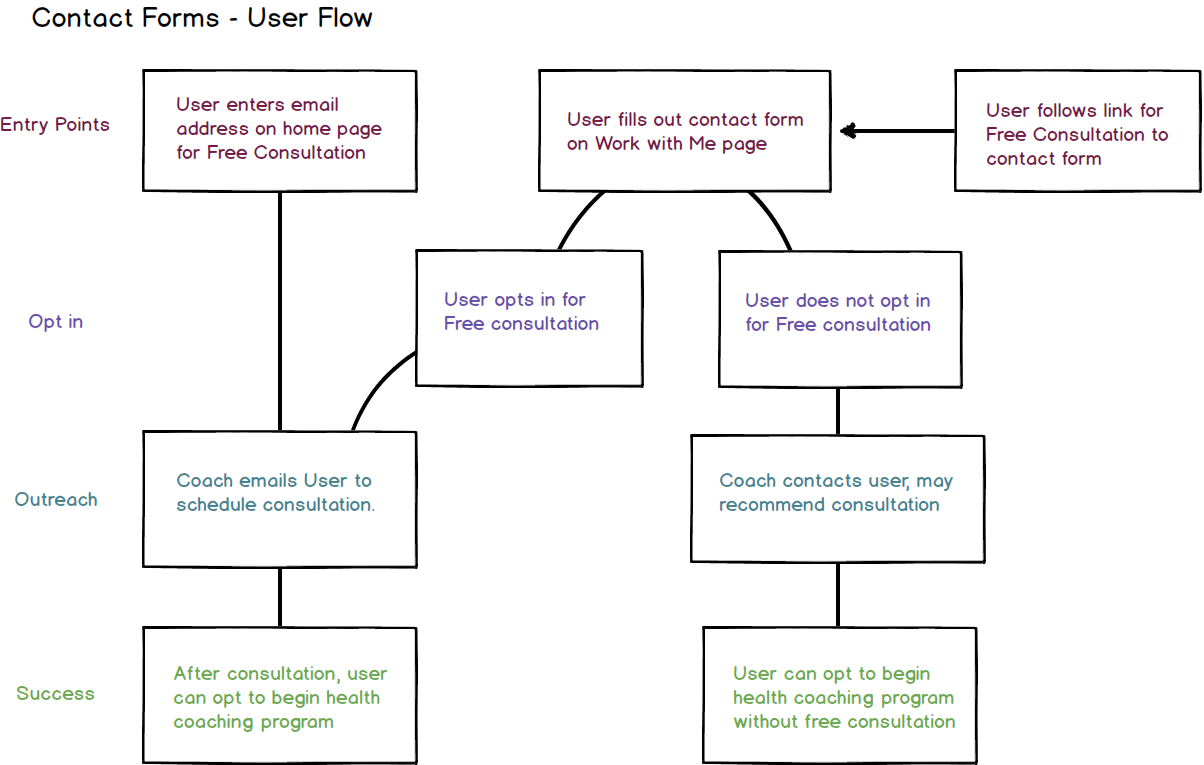 Contact Forms - User Flow
Entry Points
User enters email
address on home page
for Free Consultation
User fills out contact form
on Work with Me page
User follows link for
Free Consultation to
contact form
Opt in
User opts in for
Free consultation
User does not opt in
for Free consultation
Outreach
Coach emails User to
schedule consultation.
Coach contacts user, may
recommend consultation
Success
After consultation, user
can opt to begin health
coaching program
User can opt to begin
health coaching program
without free consultation